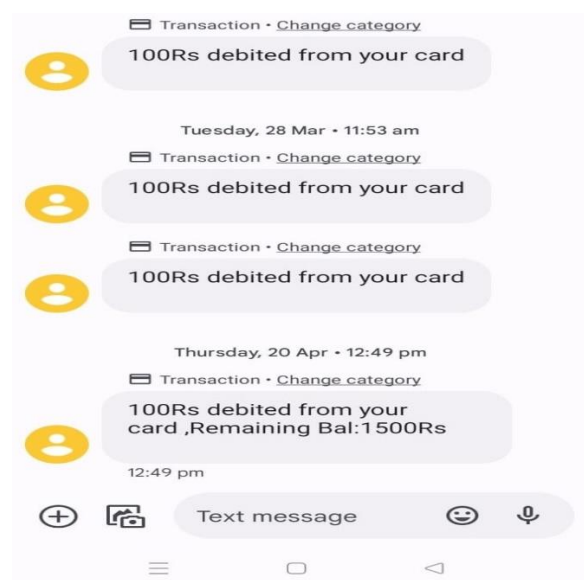 Transaction • Change category
100Rs debited from your card
Tuesday, 28 Mar • 11:53 am
Transaction • Change category
100Rs debited from your card
Transaction • Change category
100Rs debited from your card
Thursday, 20 Apr • 12:49 pm
Transaction • Change category
100Rs debited from your
card ,Remaining Bal:1500Rs
12:49 pm
Text message